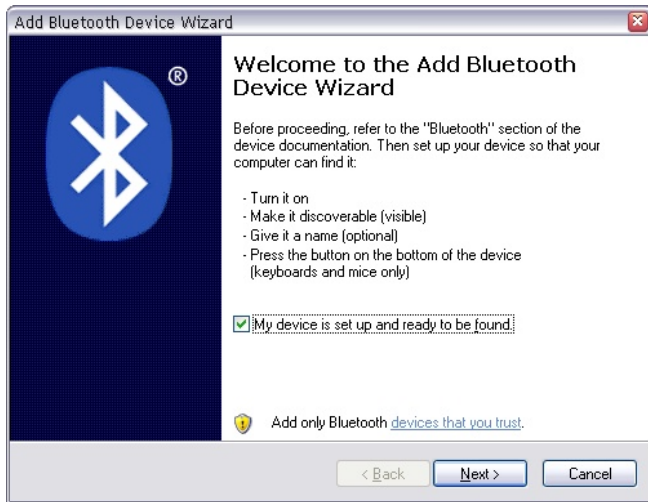 Add Bluetooth Device Wizard
®
Welcome to the Add Bluetooth
Device Wizard
Before proceeding, refer to the "Bluetooth" section of the
device documentation. Then set up your device so that your
computer can find it:
- Turn it on
- Make it discoverable (visible)
- Give it a name (optional)
- Press the button on the bottom of the device
(keyboards and mice only)
My device is set up and ready to be found.
Add only Bluetooth devices that you trust.
< Back Next > Cancel